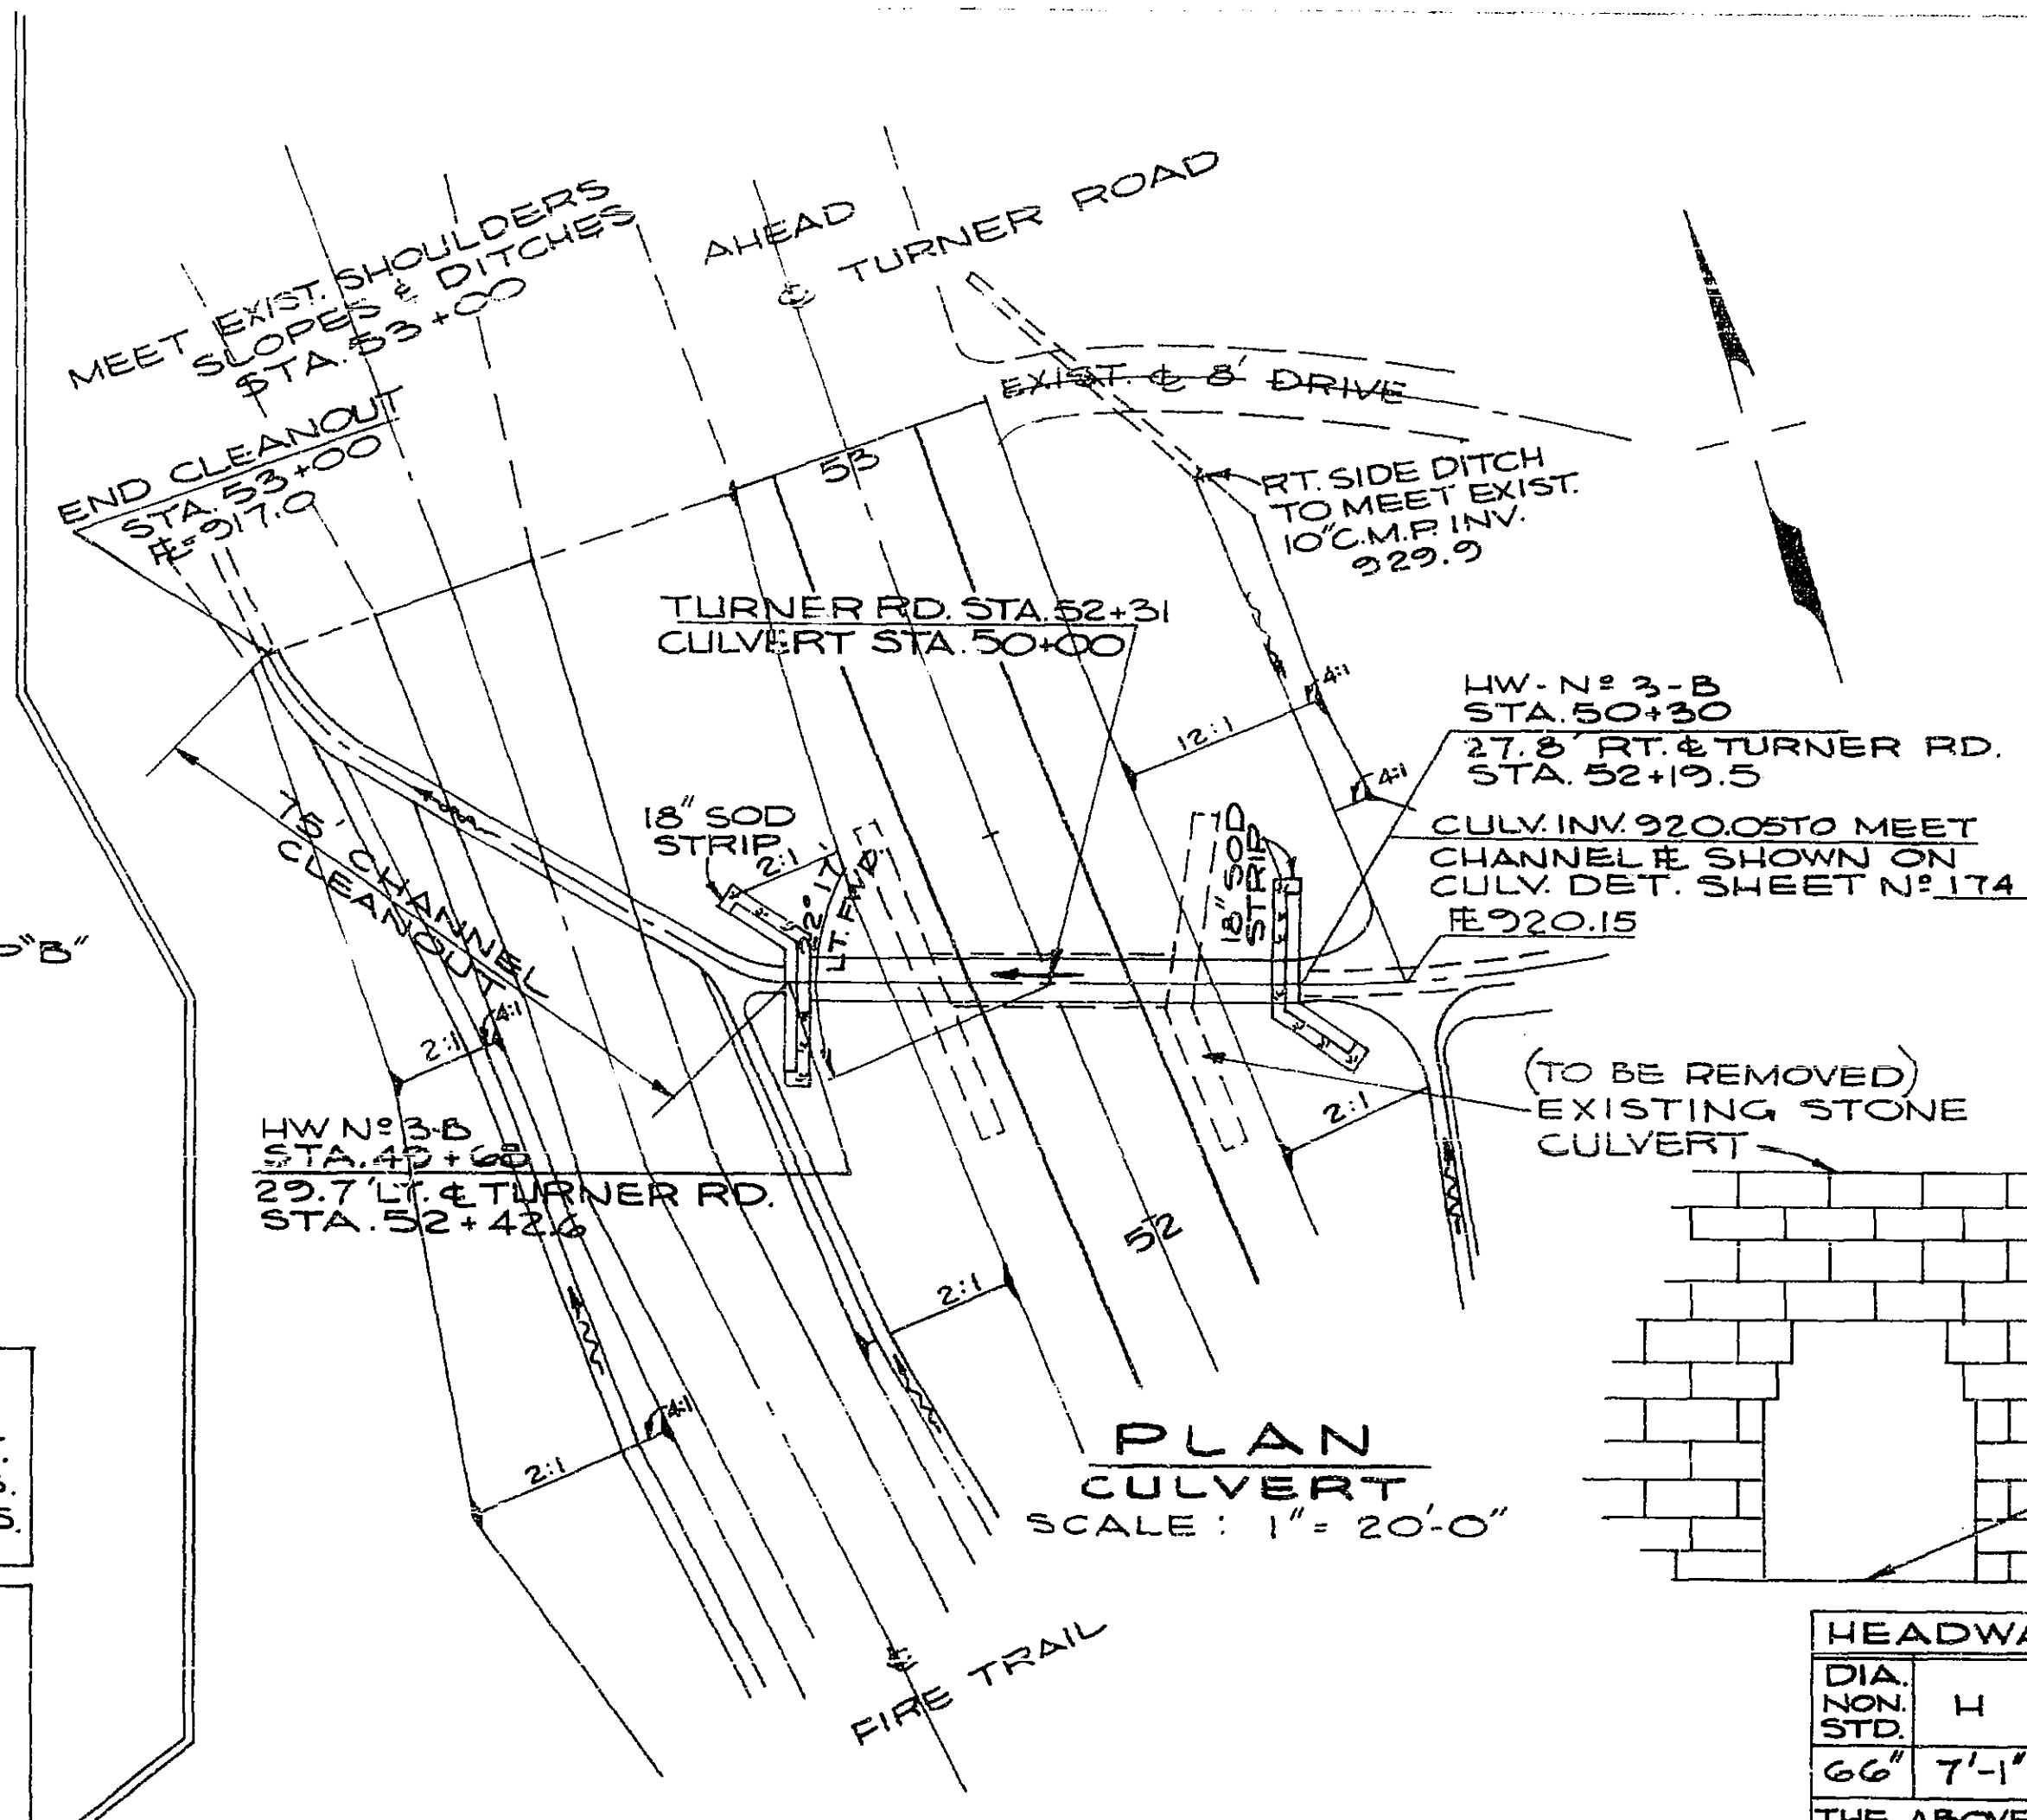 MEET EXIST. SHOULDERS
SLOPES & DITCHES
STA. 53+00
AHEAD
℄ TURNER ROAD
END CLEANOUT
STA. 53+00
917.0
EXIST. ℄ 8' DRIVE
53
RT. SIDE DITCH
TO MEET EXIST.
10" C.M.P. INV.
929.9
TURNER RD. STA. 52+31
CULVERT STA. 50+00
4:1
12:1
4:1
HW-Nº 3-B
STA. 50+30
27.8' RT. ℄ TURNER RD.
STA. 52+19.5
CULV. INV. 920.05 TO MEET
CHANNEL ⅊ SHOWN ON
CULV. DET. SHEET Nº 174
⅊ 920.15
18" SOD
STRIP
2:1
LT. FWD.
18" SOD
STRIP
75' CHANNEL
CLEANOUT
"B"
4:1
2:1
(TO BE REMOVED)
EXISTING STONE
CULVERT
2:1
HW Nº 3-B
29.7' LT. ℄ TURNER RD.
STA. 52+42.6
52
2:1
4:1
2:1
PLAN
CULVERT
SCALE: 1" = 20'-0"
℄ FIRE TRAIL
DIA.
NON.
STD.
H
66"
7'-1"